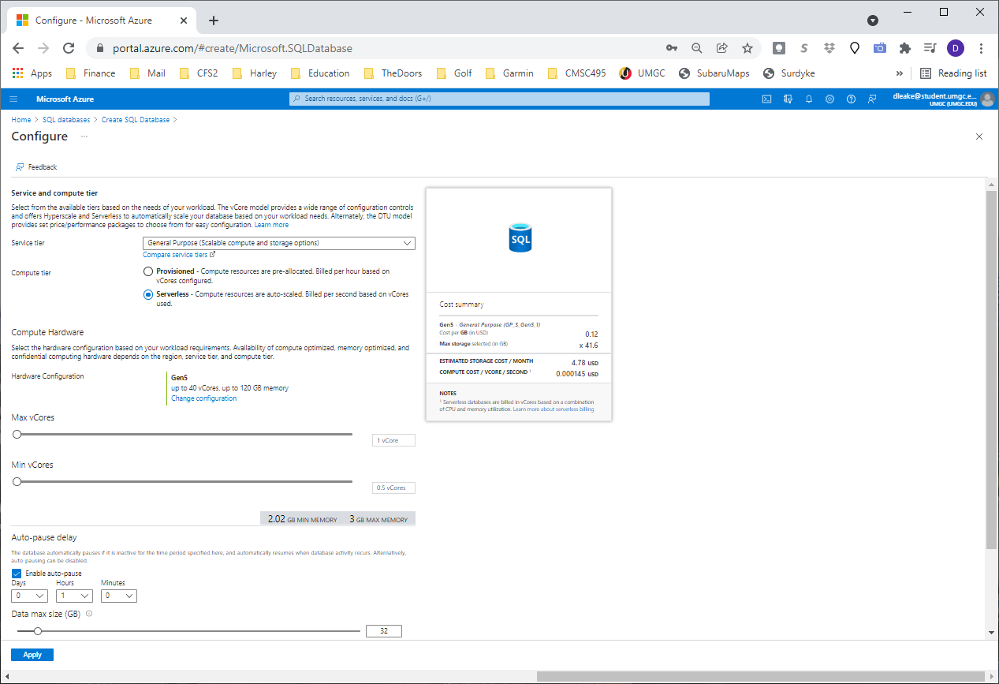 Configure - Microsoft Azure
portal.azure.com/#create/Microsoft.SQLDatabase
S
D
Apps Finance Mail CFS2 Harley Education TheDoors Golf Garmin CMSC495 UMGC SubaruMaps Surdyke » Reading list
Microsoft Azure
Search resources, services, and docs (G+/)
dleake@student.umgc.e...
UMGC (UMGC.EDU)
Home > SQL databases > Create SQL Database >
Configure ...
Feedback
Service and compute tier
Select from the available tiers based on the needs of your workload. The vCore model provides a wide range of configuration controls
and offers Hyperscale and Serverless to automatically scale your database based on your workload needs. Alternately, the DTU model
provides set price/performance packages to choose from for easy configuration. Learn more
Service tier
General Purpose (Scalable compute and storage options)
Compare service tiers
Compute tier
Provisioned - Compute resources are pre-allocated. Billed per hour based on
vCores configured.
Serverless - Compute resources are auto-scaled. Billed per second based on vCores
used.
Compute Hardware
Select the hardware configuration based on your workload requirements. Availability of compute optimized, memory optimized, and
confidential computing hardware depends on the region, service tier, and compute tier.
Hardware Configuration
Gen5
up to 40 vCores, up to 120 GB memory
Change configuration
Max vCores
1 vCore
Min vCores
0.5 vCores
2.02 GB MIN MEMORY 3 GB MAX MEMORY
Auto-pause delay
The database automatically pauses if it is inactive for the time period specified here, and automatically resumes when database activity recurs. Alternatively,
auto-pausing can be disabled.
Enable auto-pause
Days Hours Minutes
0 1 0
Data max size (GB)
32
Apply
SQL
Cost summary
Gen5 - General Purpose (GP_S_Gen5_1)
Cost per GB (in USD) 0.12
Max storage selected (in GB) x 41.6
ESTIMATED STORAGE COST / MONTH 4.78 USD
COMPUTE COST / VCORE / SECOND 1 0.000145 USD
NOTES
1 Serverless databases are billed in vCores based on a combination
of CPU and memory utilization. Learn more about serverless billing